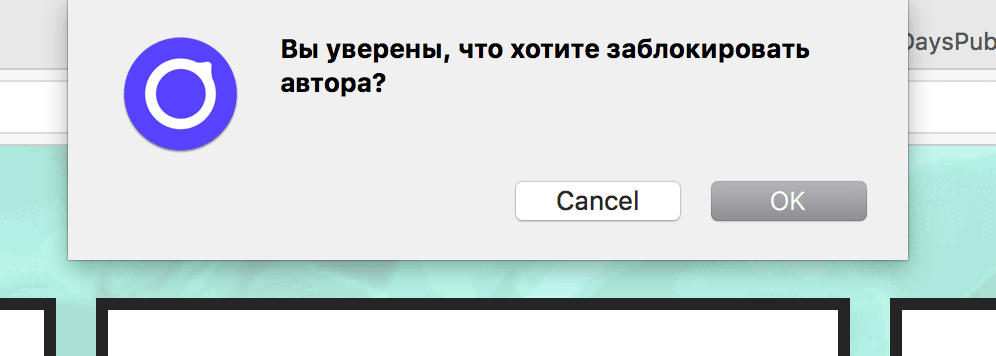 Вы уверены, что хотите заблокировать
автора?
DaysPub
Cancel
OK